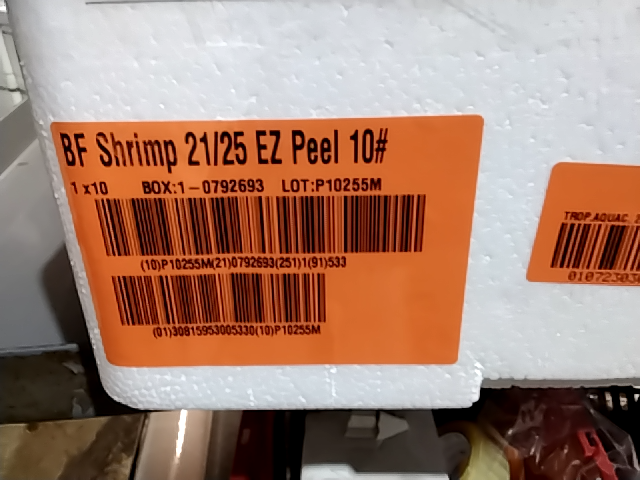 BF Shrimp 21/25 EZ Peel 10#
1 x10 BOX:1-0792693 LOT:P10255M
(10)P10255M(21)0792693(251)1(91)533
(01)30815953005330(10)P10255M
TROP.AQUAC.